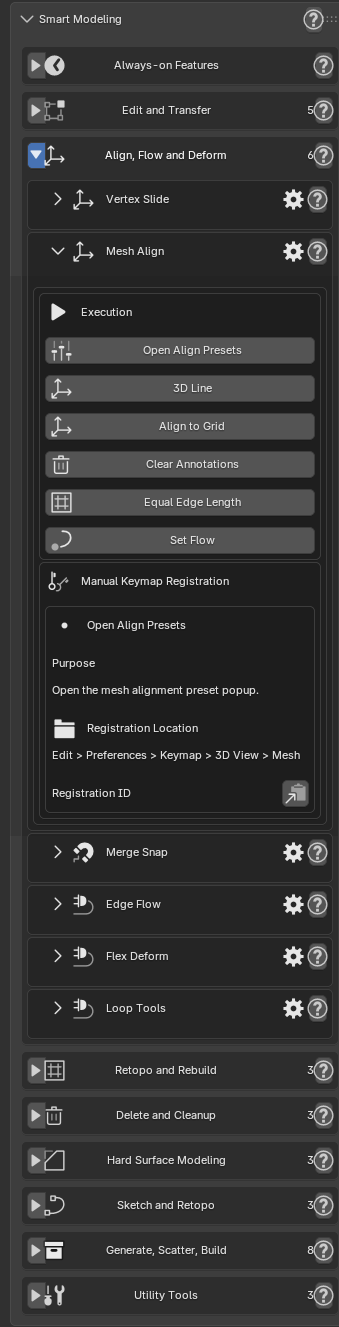 Smart Modeling
Always-on Features
Edit and Transfer 5
Align, Flow and Deform 6
Vertex Slide
Mesh Align
Execution
Open Align Presets
3D Line
Align to Grid
Clear Annotations
Equal Edge Length
Set Flow
Manual Keymap Registration
Open Align Presets
Purpose
Open the mesh alignment preset popup.
Registration Location
Edit > Preferences > Keymap > 3D View > Mesh
Registration ID
Merge Snap
Edge Flow
Flex Deform
Loop Tools
Retopo and Rebuild 3
Delete and Cleanup 3
Hard Surface Modeling 3
Sketch and Retopo 3
Generate, Scatter, Build 8
Utility Tools 3